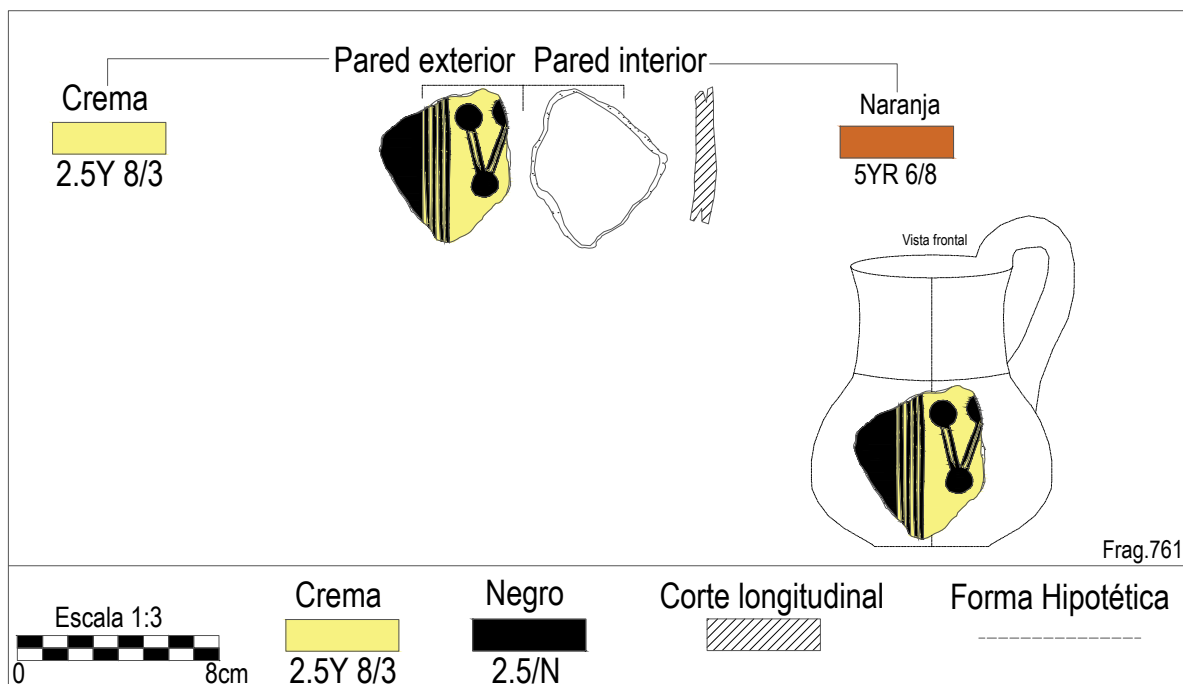 Pared exterior Pared interior
Crema
2.5Y 8/3
Naranja
5YR 6/8
Vista frontal
Frag.761
Escala 1:3
0 8cm
Crema
2.5Y 8/3
Negro
2.5/N
Corte longitudinal
Forma Hipotética